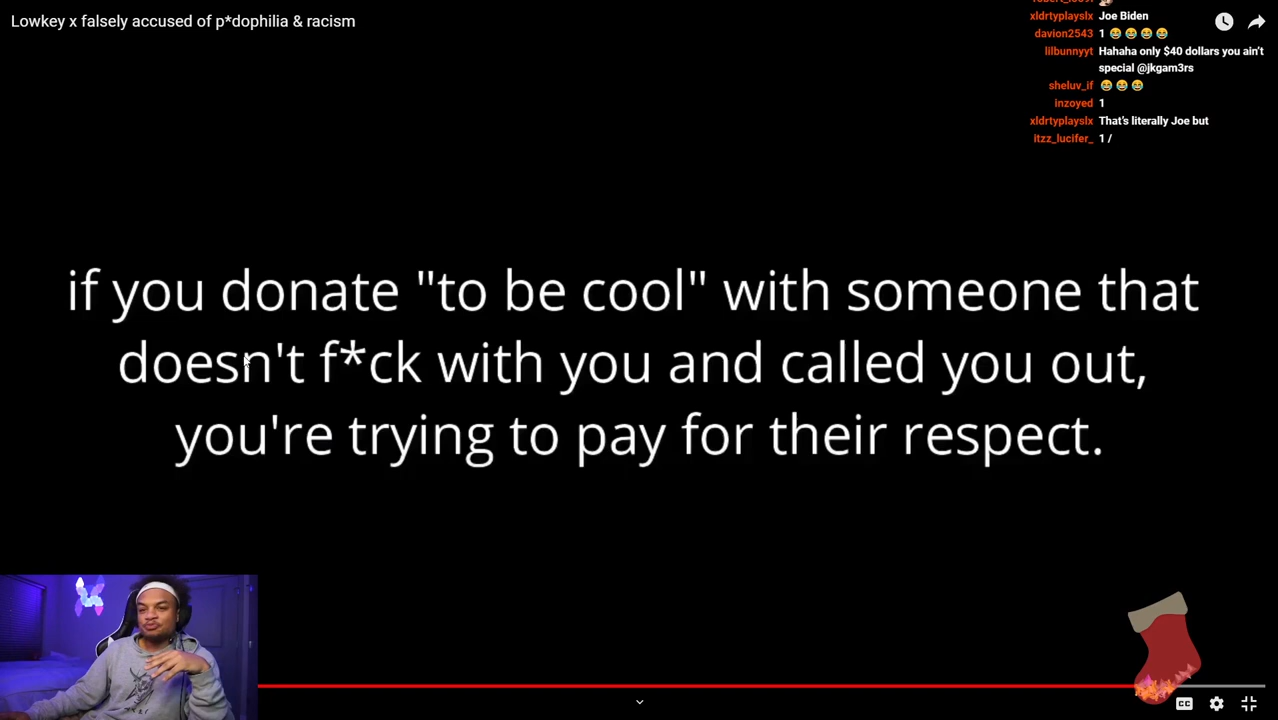 Lowkey x falsely accused of p*dophilia & racism
xldrtyplayslx Joe Biden
davion2543 1 😂 😂 😂 😂
lilbunnyyt Hahaha only $40 dollars you ain't
special @jkgam3rs
sheluv_if 😂 😂 😂
inzoyed 1
xldrtyplayslx That's literally Joe but
itzz_lucifer_ 1 /
if you donate "to be cool" with someone that
doesn't f*ck with you and called you out,
you're trying to pay for their respect.
CC